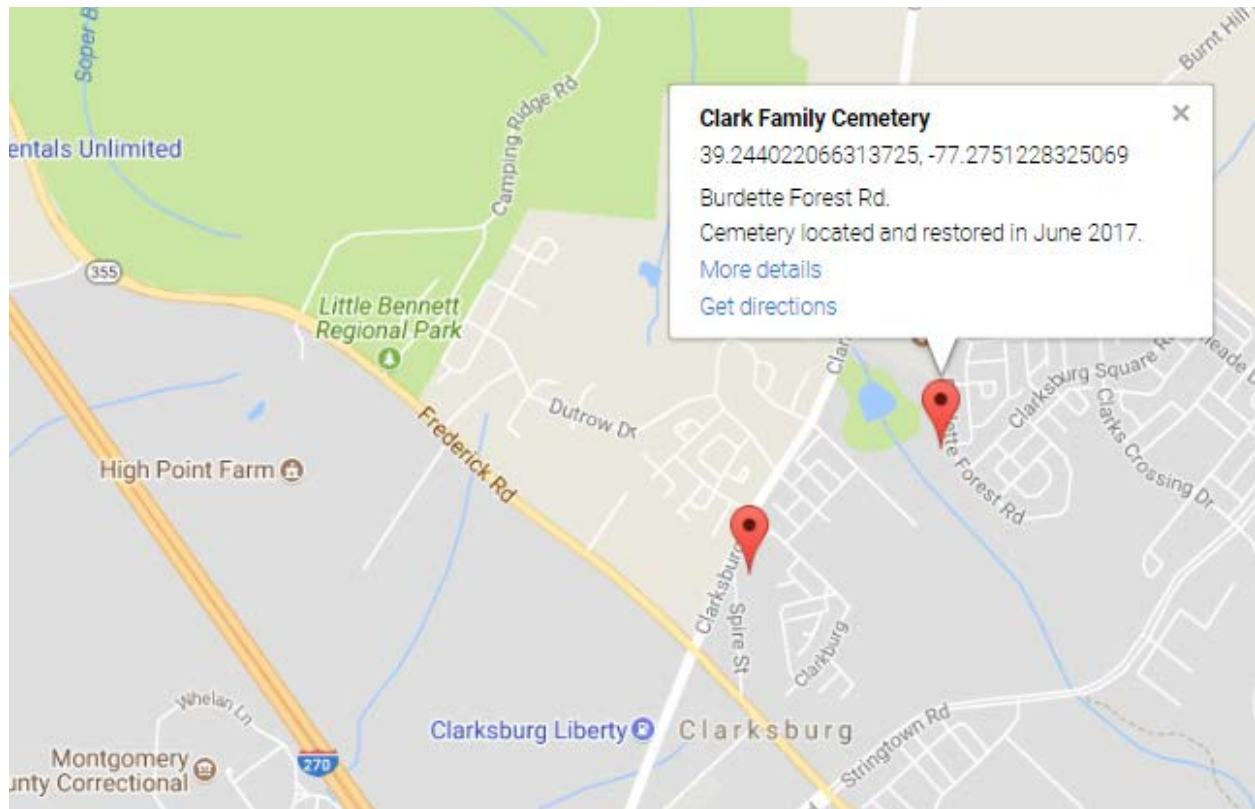 Soper B
Burnt Hill
entals Unlimited
Camping Ridge Rd
Clark Family Cemetery
39.244022066313725, -77.2751228325069
Burdette Forest Rd.
Cemetery located and restored in June 2017.
More details
Get directions
355
Little Bennett
Regional Park
Clar
Clarksburg Square R
eade D
Dutrow Dr
Frederick Rd
High Point Farm
dette Forest Rd
Clarks Crossing Dr
Clarksburg
Spire St
Clarkburg
Whelan Ln
Clarksburg Liberty
Clarksburg
Stringtown Rd
Montgomery
unty Correctional
270